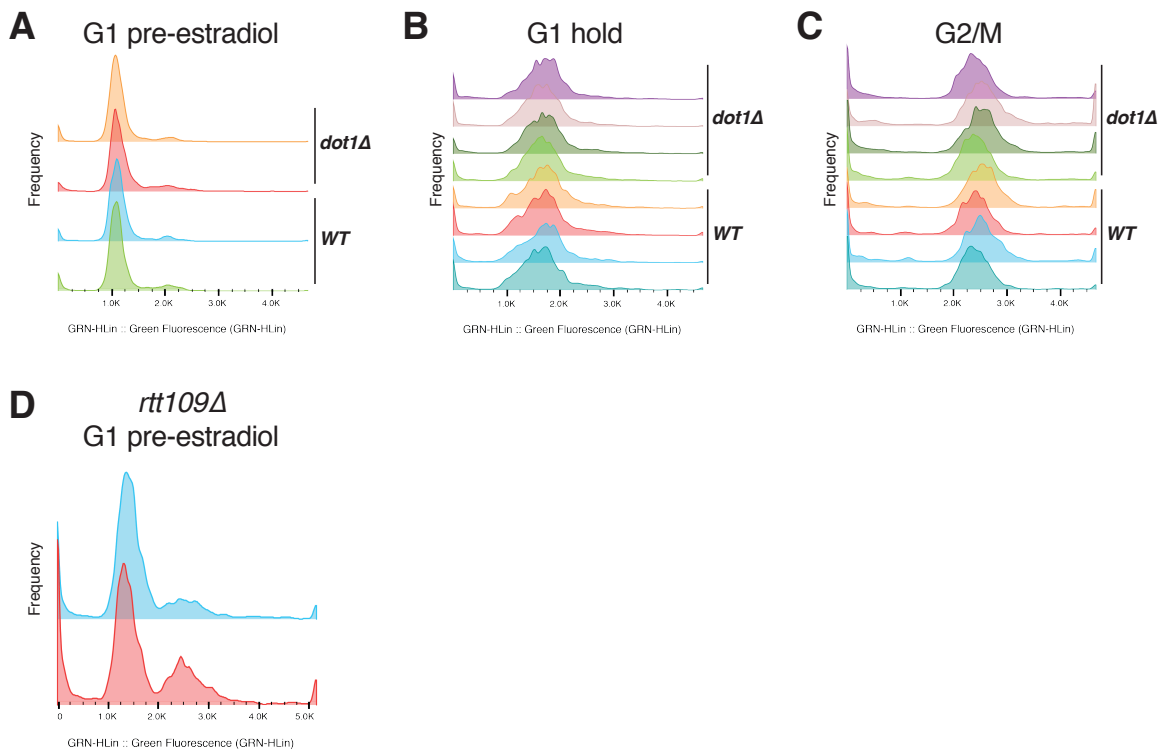 A
G1 pre-estradiol
Frequency
dot1Δ
WT
1.0K 2.0K 3.0K 4.0K
GRN-HLin :: Green Fluorescence (GRN-HLin)
B
G1 hold
Frequency
dot1Δ
WT
1.0K 2.0K 3.0K 4.0K
GRN-HLin :: Green Fluorescence (GRN-HLin)
C
G2/M
Frequency
dot1Δ
WT
1.0K 2.0K 3.0K 4.0K
GRN-HLin :: Green Fluorescence (GRN-HLin)
D
rtt109Δ
G1 pre-estradiol
Frequency
0 1.0K 2.0K 3.0K 4.0K 5.0K
GRN-HLin :: Green Fluorescence (GRN-HLin)